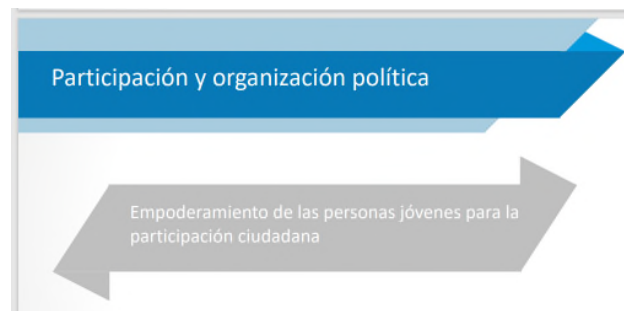 Participación y organización política
Empoderamiento de las personas jóvenes para la
participación ciudadana